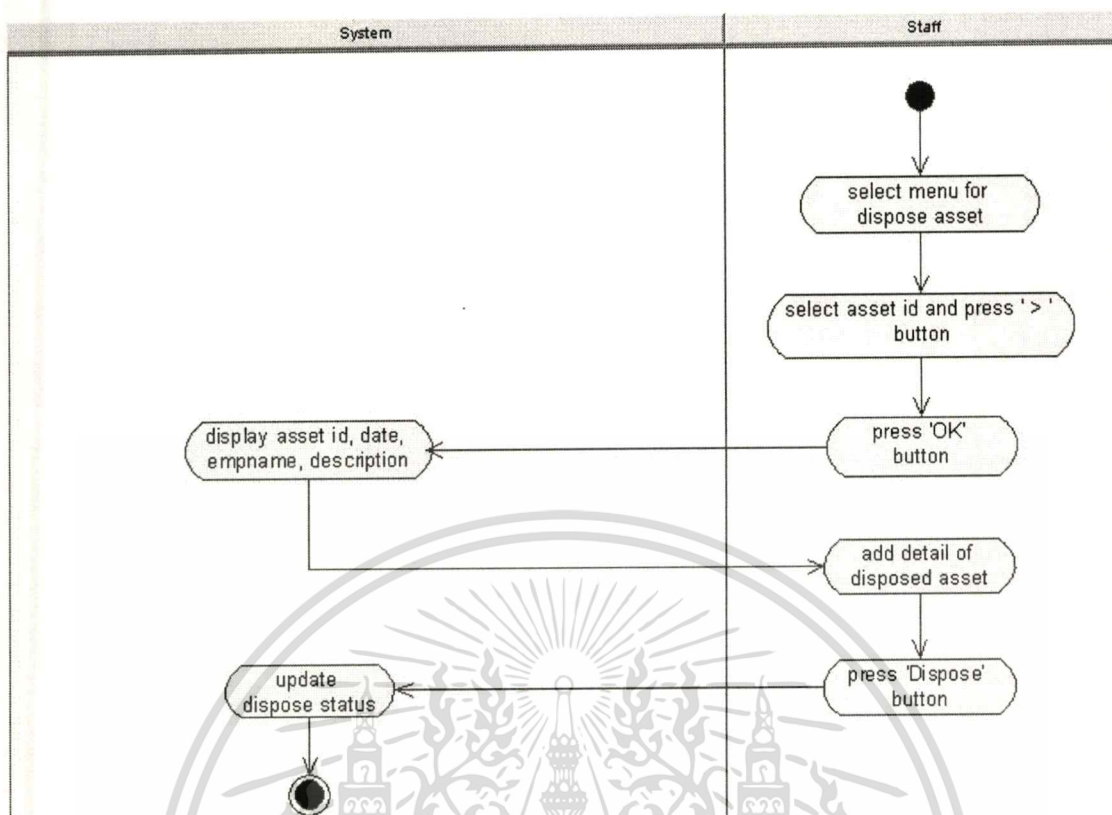 System
Staff
select menu for
dispose asset
select asset id and press ' > '
button
press 'OK'
button
display asset id, date,
empname, description
add detail of
disposed asset
press 'Dispose'
button
update
dispose status